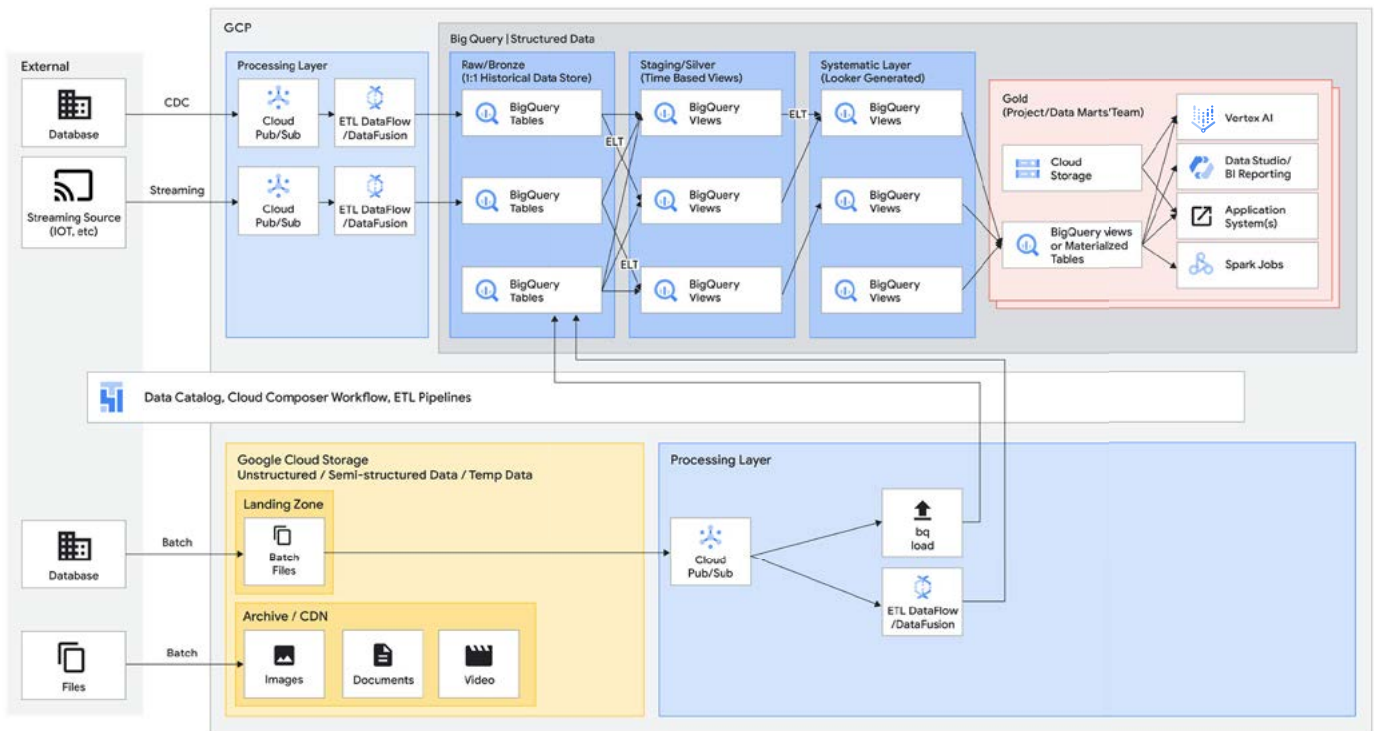 GCP
External
Database
CDC
Streaming Source
(IOT, etc)
Streaming
Processing Layer
Cloud
Pub/Sub
ETL DataFlow
/DataFusion
Cloud
Pub/Sub
ETL DataFlow
/DataFusion
Big Query | Structured Data
Raw/Bronze
(1:1 Historical Data Store)
BigQuery
Tables
ELT
BigQuery
Tables
ELT
BigQuery
Tables
Staging/Silver
(Time Based Views)
BigQuery
Views
ELT
BigQuery
Views
BigQuery
Views
Systematic Layer
(Looker Generated)
BigQuery
Views
BigQuery
Views
BigQuery
Views
Gold
(Project/Data Marts'Team)
Cloud
Storage
BigQuery views
or Materialized
Tables
Vertex AI
Data Studio/
BI Reporting
Application
System(s)
Spark Jobs
Data Catalog, Cloud Composer Workflow, ETL Pipelines
Database
Batch
Files
Batch
Google Cloud Storage
Unstructured / Semi-structured Data / Temp Data
Landing Zone
Batch
Files
Archive / CDN
Images
Documents
Video
Processing Layer
Cloud
Pub/Sub
bq
load
ETL DataFlow
/DataFusion